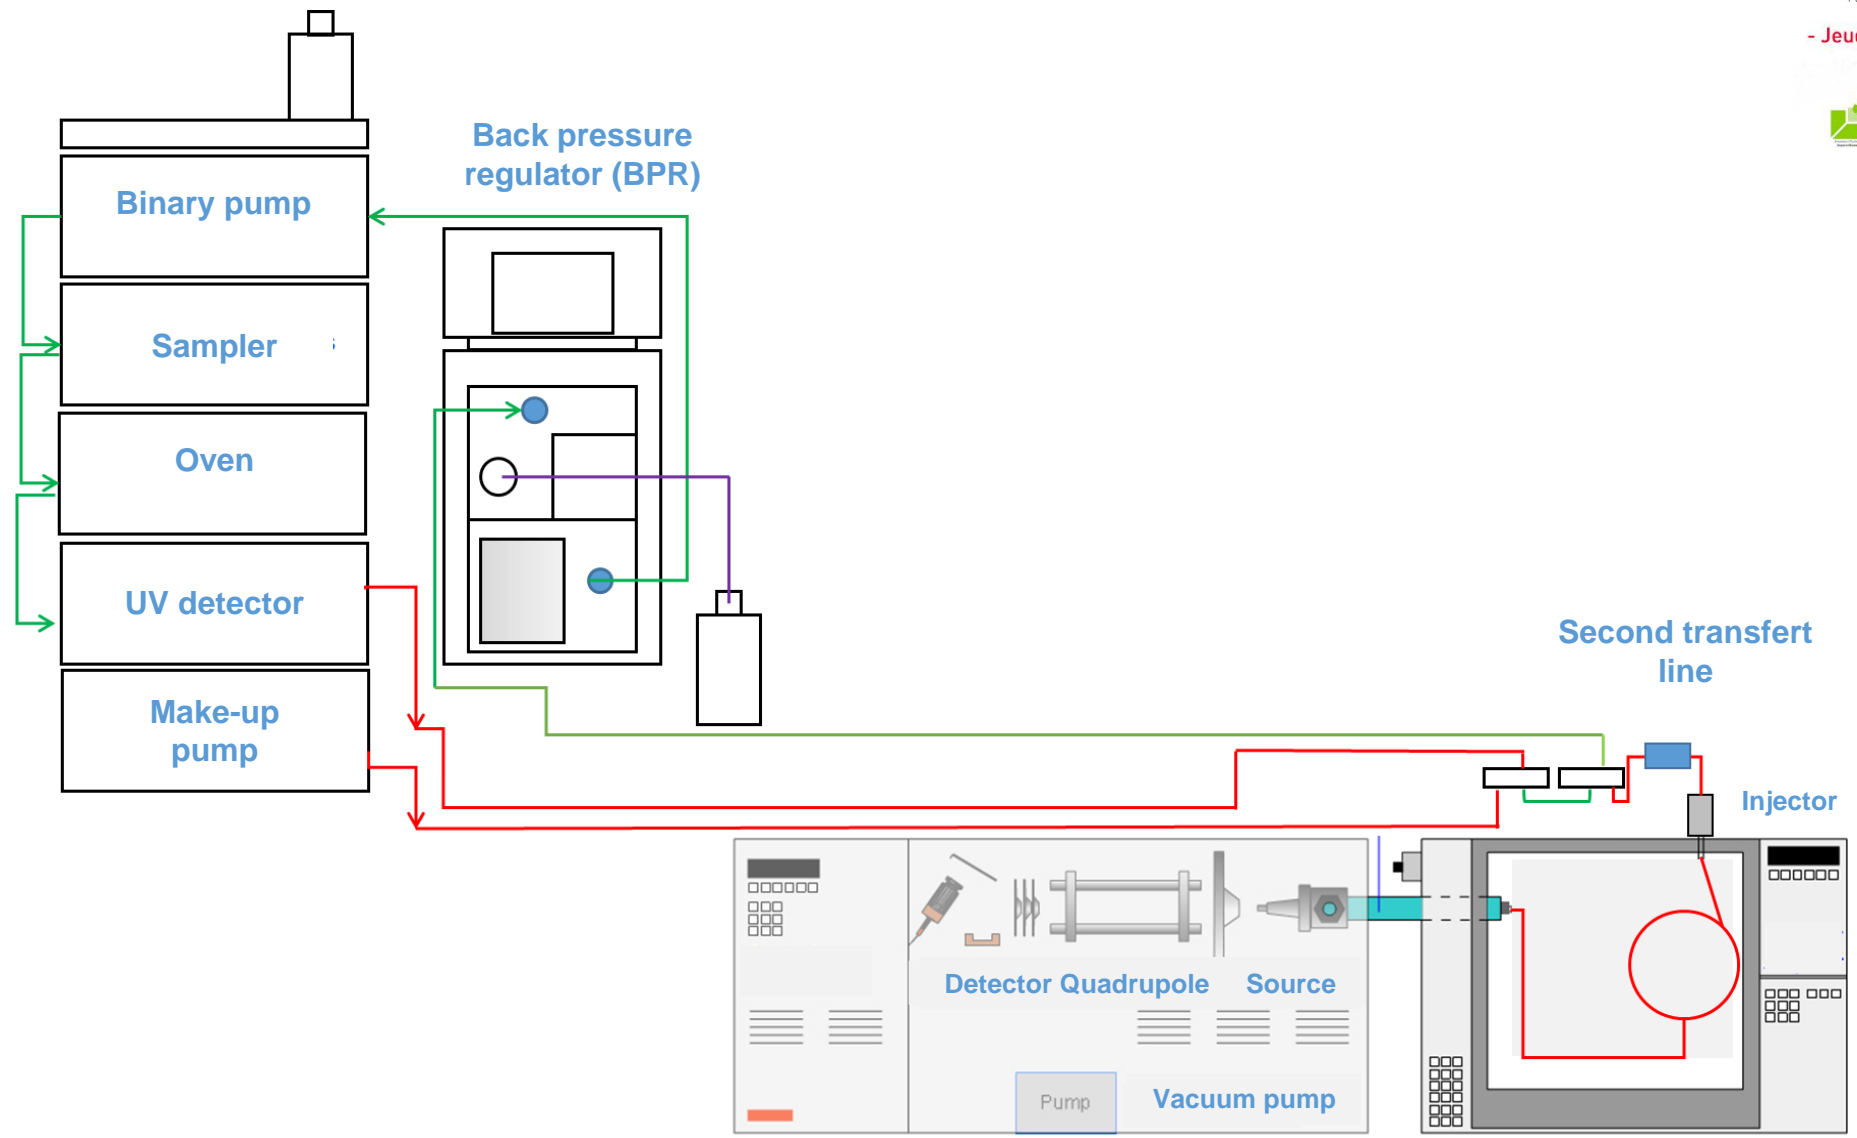 - Jeu
Back pressure
regulator (BPR)
Binary pump
Sampler
Oven
UV detector
Make-up
pump
Second transfert
line
Injector
Detector Quadrupole Source
Pump
Vacuum pump